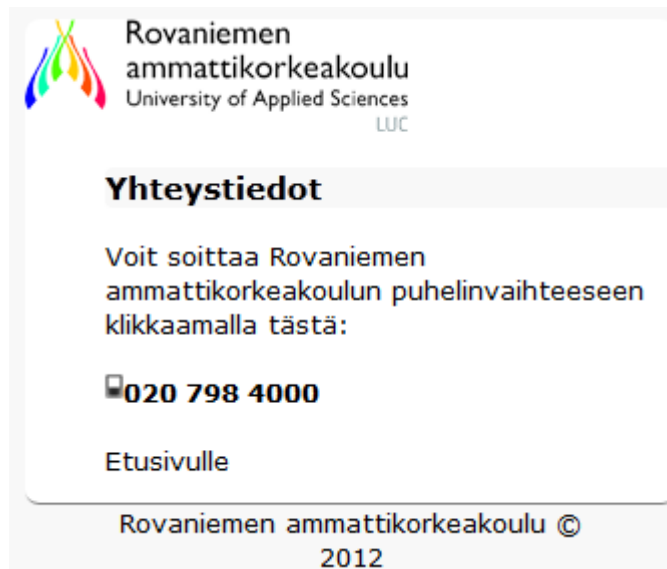 Rovaniemen
ammattikorkeakoulu
University of Applied Sciences
LUC
Yhteystiedot
Voit soittaa Rovaniemen
ammattikorkeakoulun puhelinvaihteeseen
klikkaamalla tästä:
020 798 4000
Etusivulle
Rovaniemen ammattikorkeakoulu ©
2012